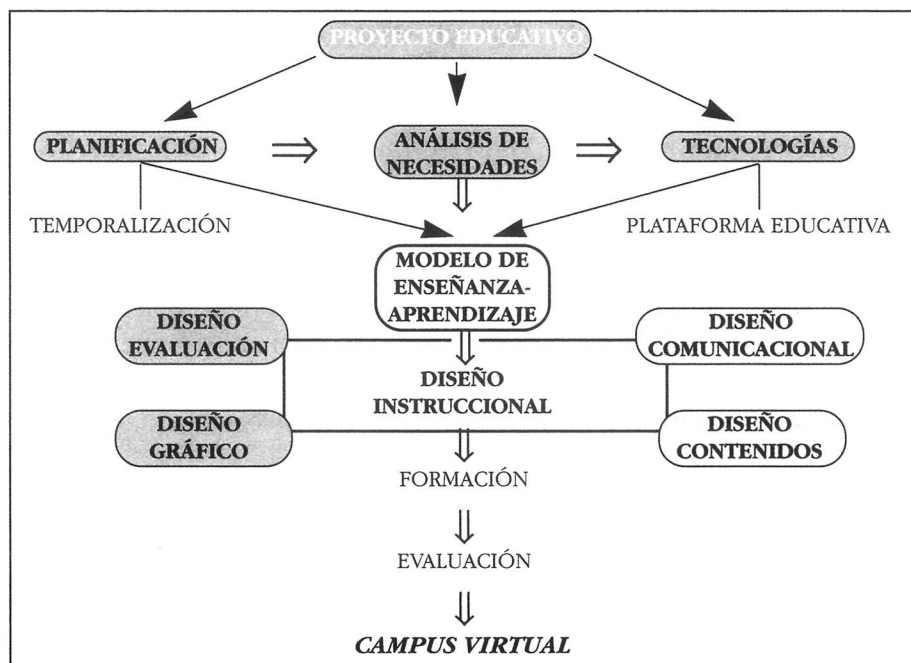 PROYECTO EDUCATIVO
PLANIFICACIÓN
ANÁLISIS DE
NECESIDADES
TECNOLOGÍAS
TEMPORALIZACIÓN
PLATAFORMA EDUCATIVA
MODELO DE
ENSEÑANZA-
APRENDIZAJE
DISEÑO
EVALUACIÓN
DISEÑO
COMUNICACIONAL
DISEÑO
INSTRUCCIONAL
DISEÑO
GRÁFICO
DISEÑO
CONTENIDOS
FORMACIÓN
EVALUACIÓN
CAMPUS VIRTUAL